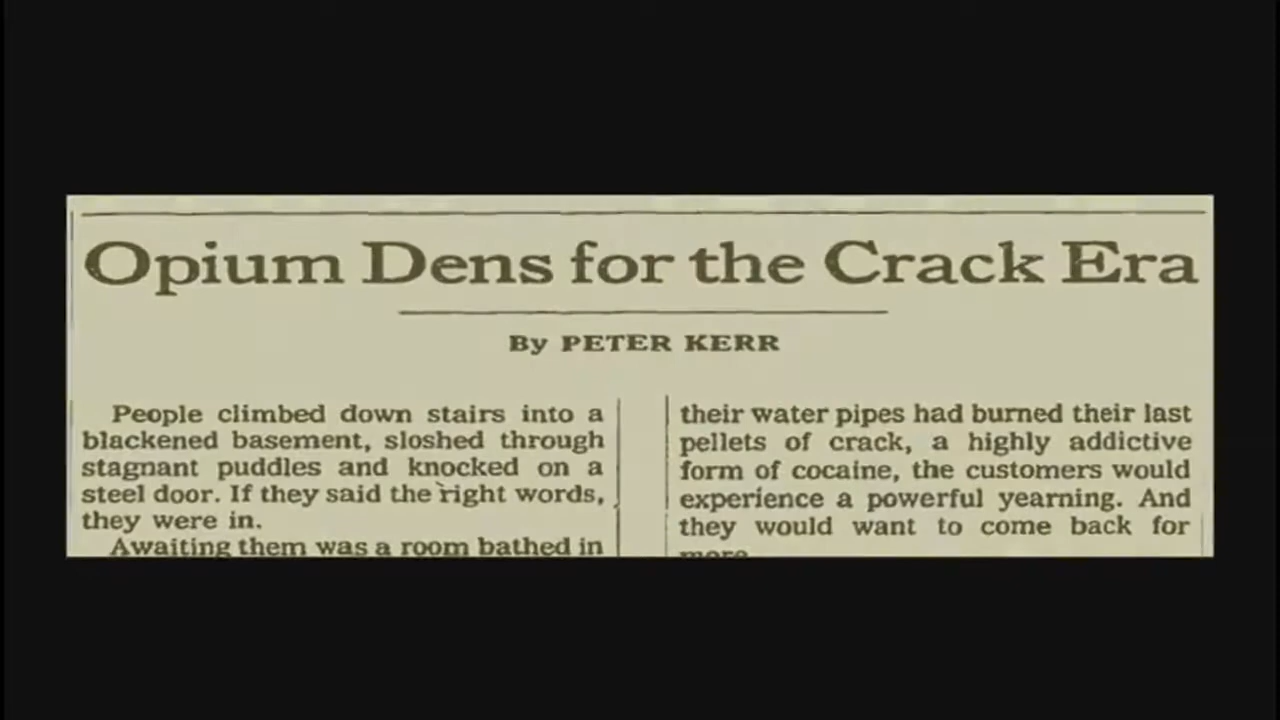 Opium Dens for the Crack Era
By PETER KERR
People climbed down stairs into a
blackened basement, sloshed through
stagnant puddles and knocked on a
steel door. If they said the right words,
they were in.
Awaiting them was a room bathed in
their water pipes had burned their last
pellets of crack, a highly addictive
form of cocaine, the customers would
experience a powerful yearning. And
they would want to come back for
more.